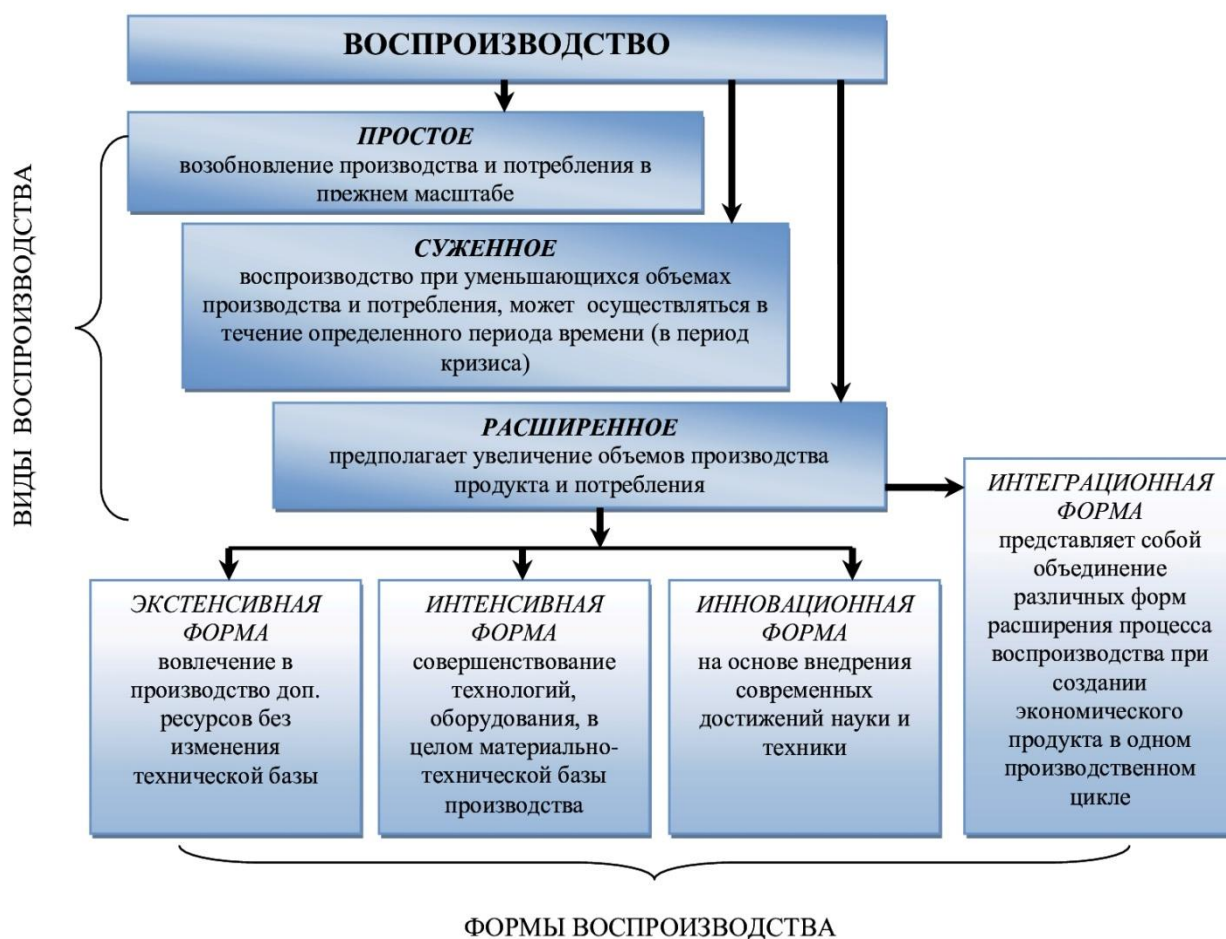 ВОСПРОИЗВОДСТВО
ПРОСТОЕ
возобновление производства и потребления в
прежнем масштабе
СУЖЕННОЕ
воспроизводство при уменьшающихся объемах
производства и потребления, может осуществляться в
течение определенного периода времени (в период
кризиса)
РАСШИРЕННОЕ
предполагает увеличение объемов производства
продукта и потребления
ВИДЫ ВОСПРОИЗВОДСТВА
ЭКСТЕНСИВНАЯ
ФОРМА
вовлечение в
производство доп.
ресурсов без
изменения
технической базы
ИНТЕНСИВНАЯ
ФОРМА
совершенствование
технологий,
оборудования, в
целом материально-
технической базы
производства
ИННОВАЦИОННАЯ
ФОРМА
на основе внедрения
современных
достижений науки и
техники
ИНТЕГРАЦИОННАЯ
ФОРМА
представляет собой
объединение
различных форм
расширения процесса
воспроизводства при
создании
экономического
продукта в одном
производственном
цикле
ФОРМЫ ВОСПРОИЗВОДСТВА